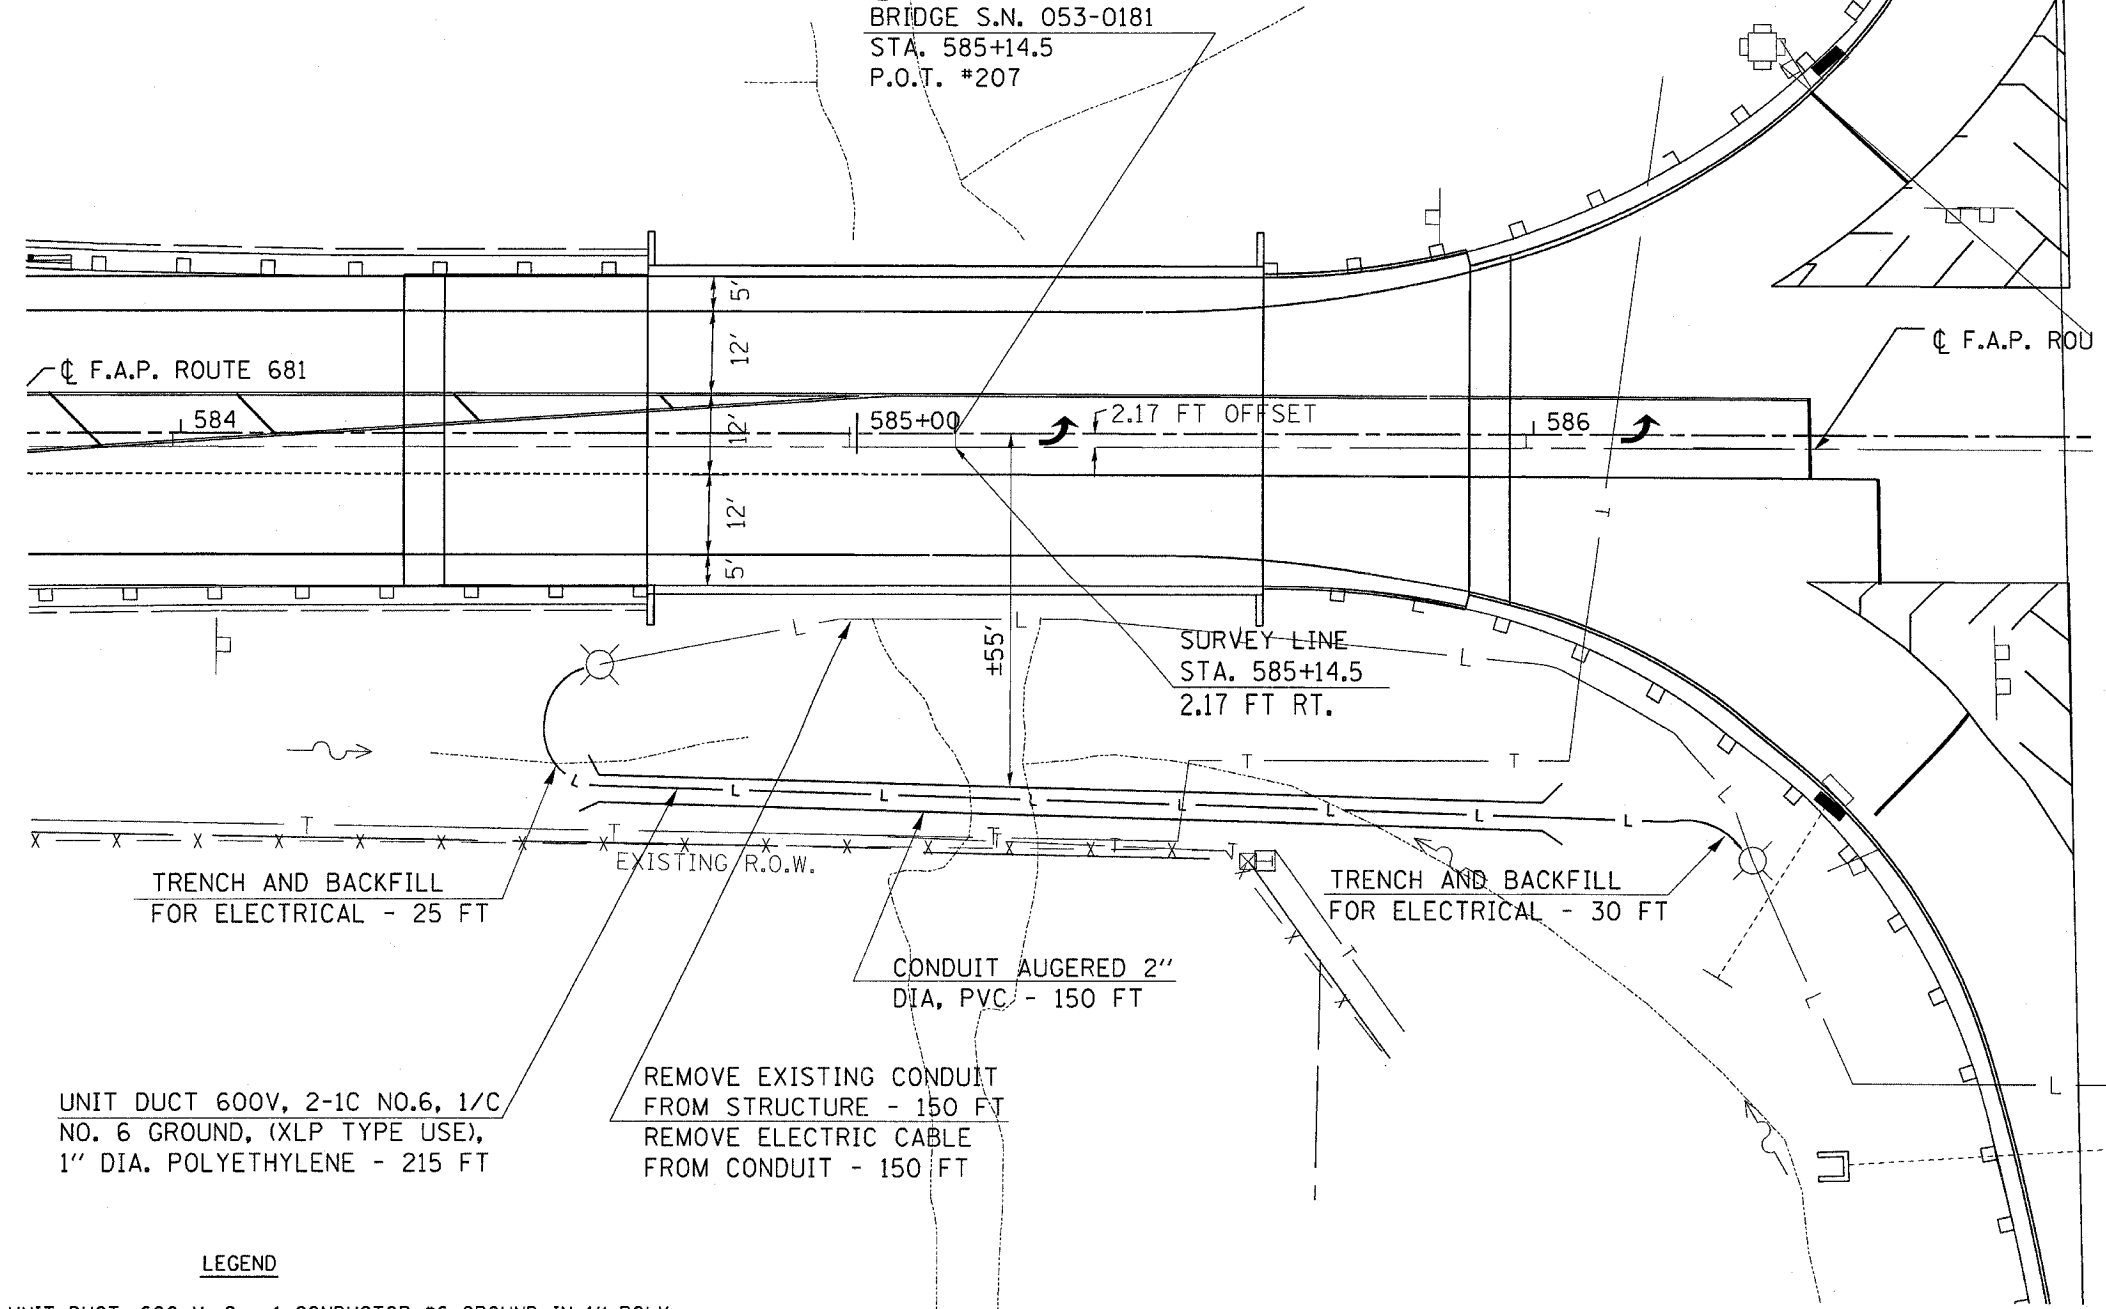 BRIDGE S.N. 053-0181
STA. 585+14.5
P.O.T. #207
5'
12'
℄ F.A.P. ROUTE 681
℄ F.A.P. ROU
584
12'
585+00
2.17 FT OFFSET
586
12'
5'
±55'
SURVEY LINE
STA. 585+14.5
2.17 FT RT.
L
L
L
T
T
T
L
L
L
L
L
L
L
L
L
L
T
T
T
T
T
T
X X X X X X X X X X X X X X X
EXISTING R.O.W.
TRENCH AND BACKFILL
FOR ELECTRICAL - 25 FT
TRENCH AND BACKFILL
FOR ELECTRICAL - 30 FT
CONDUIT AUGERED 2"
DIA. PVC - 150 FT
L
L
UNIT DUCT 600V, 2-1C NO.6, 1/C
NO. 6 GROUND, (XLP TYPE USE),
1" DIA. POLYETHYLENE - 215 FT
REMOVE EXISTING CONDUIT
FROM STRUCTURE - 150 FT
REMOVE ELECTRIC CABLE
FROM CONDUIT - 150 FT
LEGEND